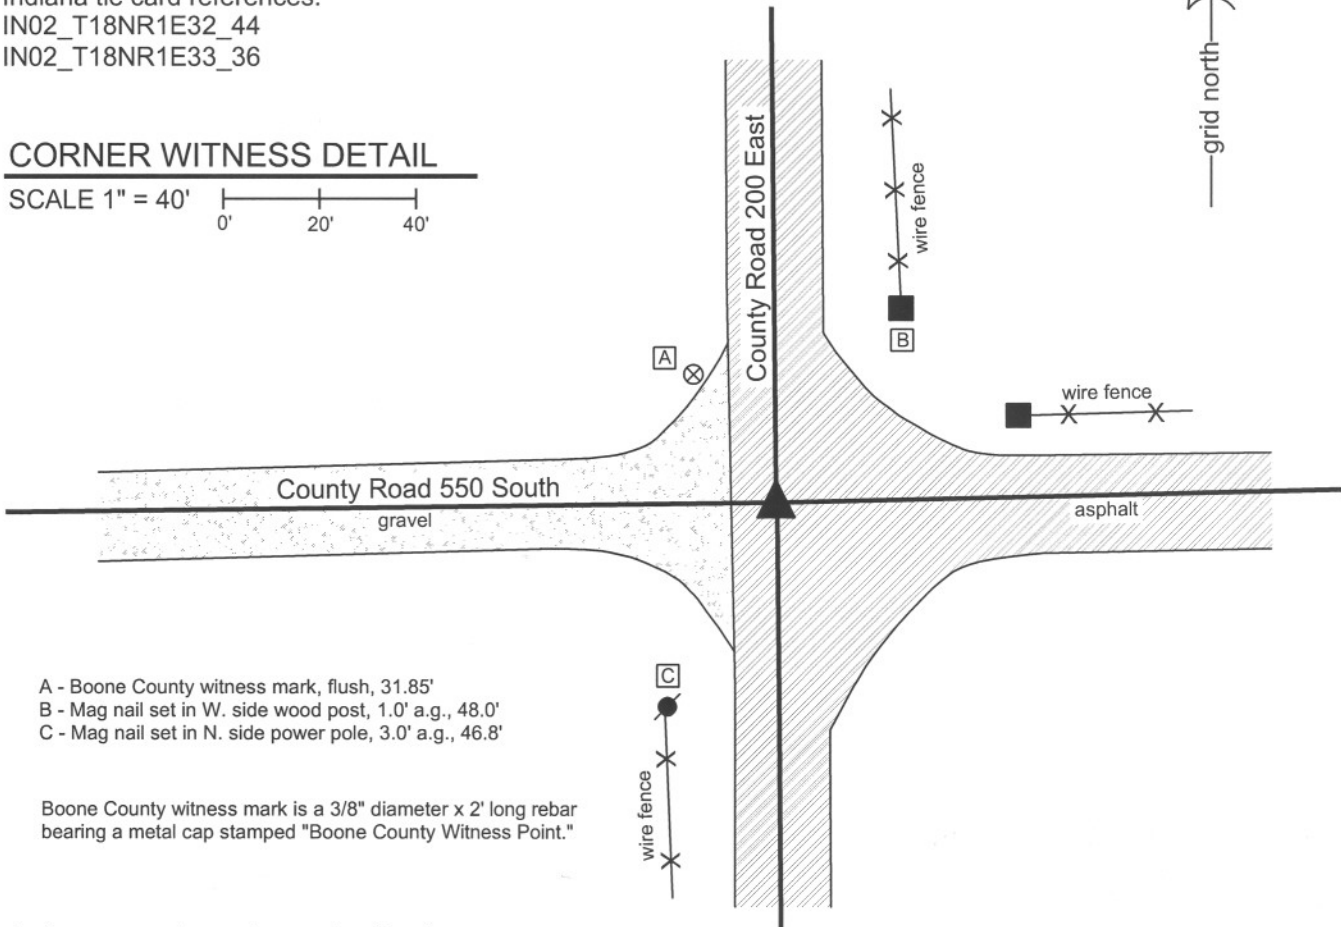 Indiana tie card references:
IN02_T18NR1E32_44
IN02_T18NR1E33_36
grid north
CORNER WITNESS DETAIL
SCALE 1" = 40'
0' 20' 40'
County Road 200 East
wire fence
B
A
wire fence
County Road 550 South
gravel
asphalt
C
A - Boone County witness mark, flush, 31.85'
B - Mag nail set in W. side wood post, 1.0' a.g., 48.0'
C - Mag nail set in N. side power pole, 3.0' a.g., 46.8'
wire fence
Boone County witness mark is a 3/8" diameter x 2' long rebar
bearing a metal cap stamped "Boone County Witness Point."